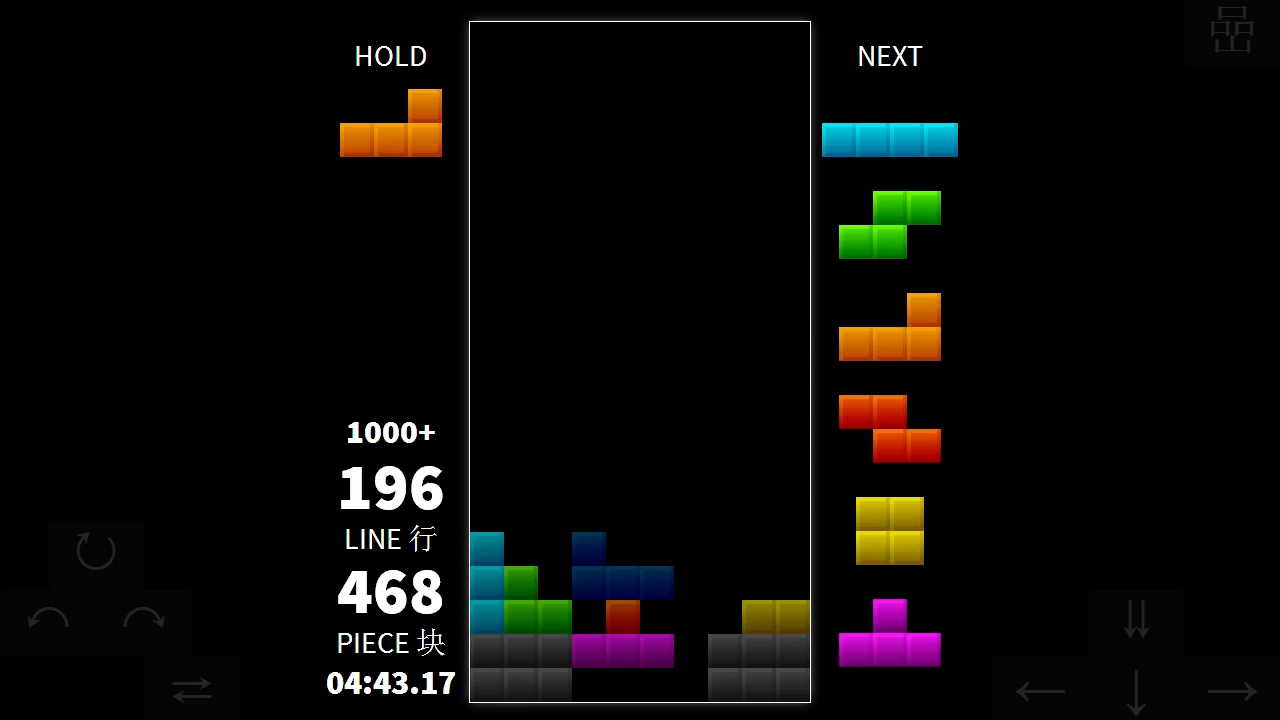 HOLD
NEXT
1000+
196
LINE 行
468
PIECE 块
04:43.17